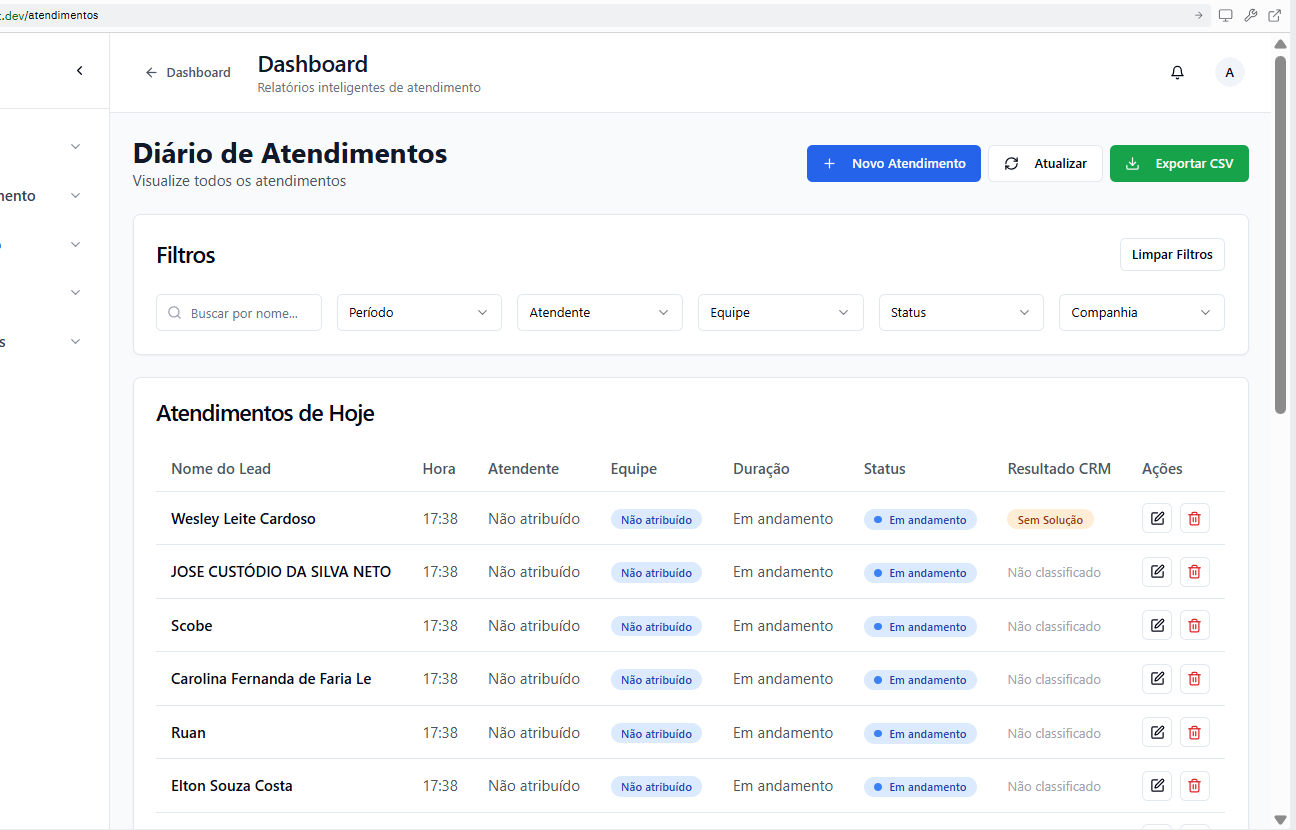 t.dev/atendimentos
Dashboard
Dashboard
Relatórios inteligentes de atendimento
A
mento
o
s
Diário de Atendimentos
Visualize todos os atendimentos
Novo Atendimento
Atualizar
Exportar CSV
Filtros
Limpar Filtros
Buscar por nome...
Período
Atendente
Equipe
Status
Companhia
Atendimentos de Hoje
Nome do Lead Hora Atendente Equipe Duração Status Resultado CRM Ações
Wesley Leite Cardoso 17:38 Não atribuído Não atribuído Em andamento Em andamento Sem Solução
JOSE CUSTÓDIO DA SILVA NETO 17:38 Não atribuído Não atribuído Em andamento Em andamento Não classificado
Scobe 17:38 Não atribuído Não atribuído Em andamento Em andamento Não classificado
Carolina Fernanda de Faria Le 17:38 Não atribuído Não atribuído Em andamento Em andamento Não classificado
Ruan 17:38 Não atribuído Não atribuído Em andamento Em andamento Não classificado
Elton Souza Costa 17:38 Não atribuído Não atribuído Em andamento Em andamento Não classificado